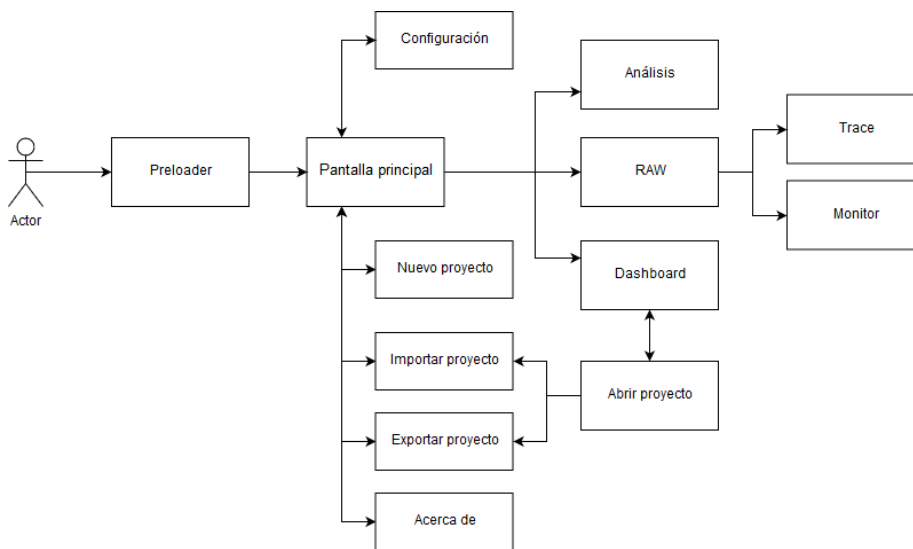 Configuración
Análisis
Trace
Preloader
Pantalla principal
RAW
Actor
Monitor
Nuevo proyecto
Dashboard
Importar proyecto
Abrir proyecto
Exportar proyecto
Acerca de